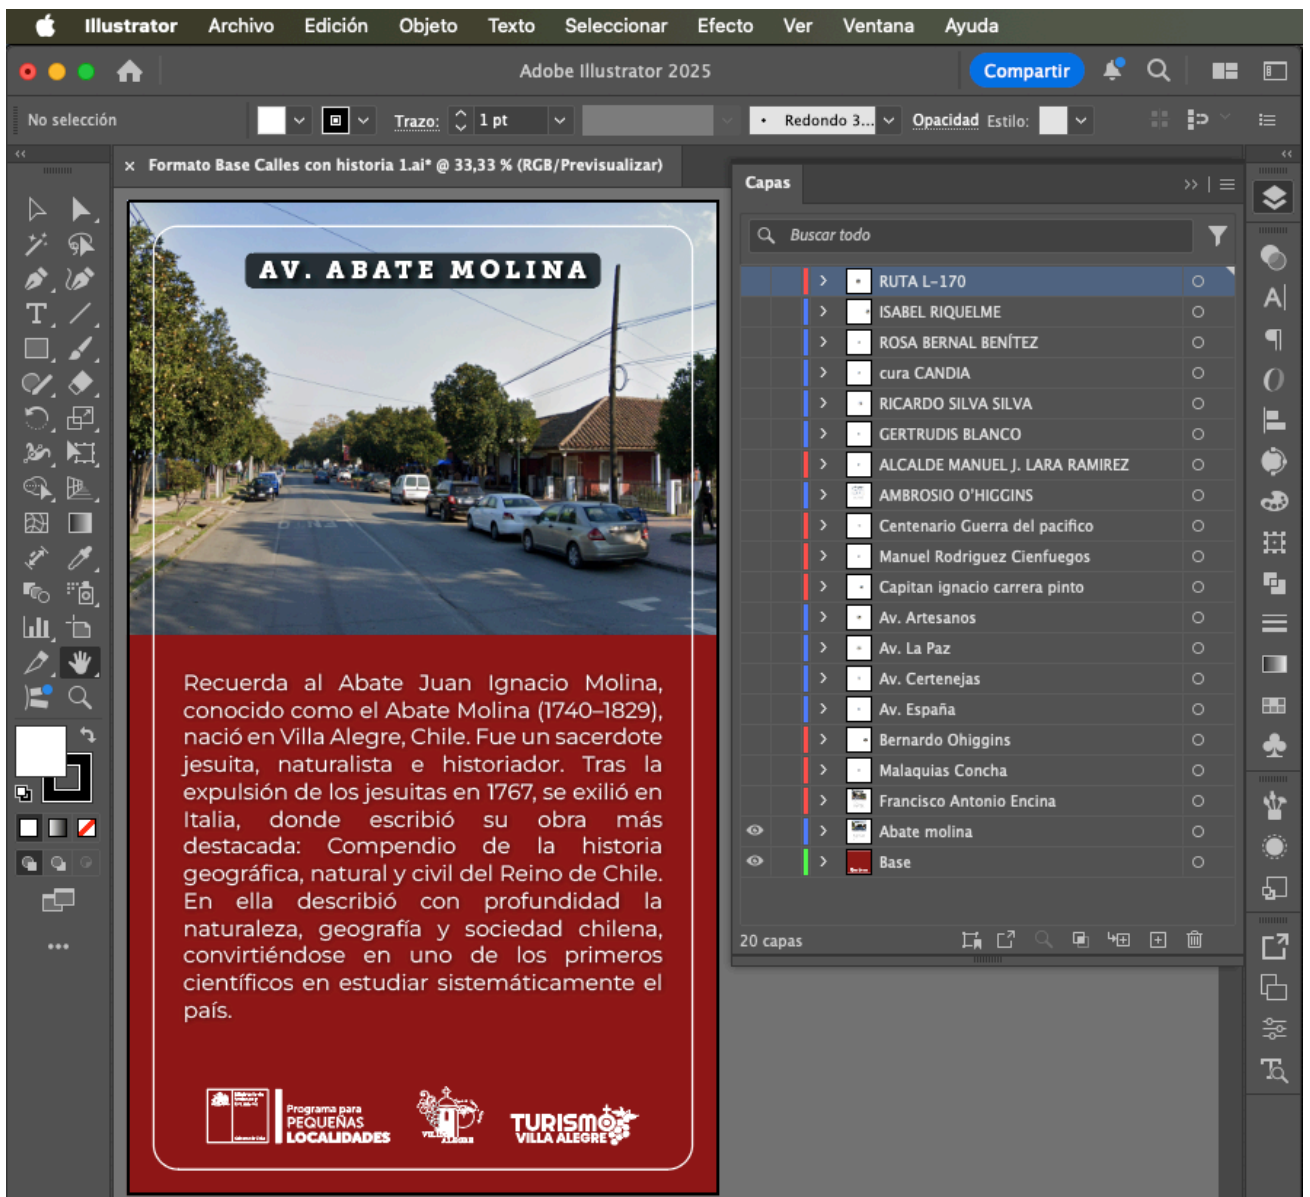 Illustrator Archivo Edición Objeto Texto Seleccionar Efecto Ver Ventana Ayuda
Adobe Illustrator 2025
Compartir
No selección
Trazo:
1 pt
Redondo 3...
Opacidad
Estilo:
× Formato Base Calles con historia 1.ai* @ 33,33 % (RGB/Previsualizar)
AV. ABATE MOLINA
Recuerda al Abate Juan Ignacio Molina,
conocido como el Abate Molina (1740–1829),
nació en Villa Alegre, Chile. Fue un sacerdote
jesuita, naturalista e historiador. Tras la
expulsión de los jesuitas en 1767, se exilió en
Italia, donde escribió su obra más
destacada: Compendio de la historia
geográfica, natural y civil del Reino de Chile.
En ella describió con profundidad la
naturaleza, geografía y sociedad chilena,
convirtiéndose en uno de los primeros
científicos en estudiar sistemáticamente el
país.
Programa para
PEQUEÑAS
LOCALIDADES
VILLA ALEGRE
TURISMO
VILLA ALEGRE
Capas
Buscar todo
RUTA L-170
ISABEL RIQUELME
ROSA BERNAL BENÍTEZ
cura CANDIA
RICARDO SILVA SILVA
GERTRUDIS BLANCO
ALCALDE MANUEL J. LARA RAMIREZ
AMBROSIO O'HIGGINS
Centenario Guerra del pacifico
Manuel Rodriguez Cienfuegos
Capitan ignacio carrera pinto
Av. Artesanos
Av. La Paz
Av. Certenejas
Av. España
Bernardo Ohiggins
Malaquias Concha
Francisco Antonio Encina
Abate molina
Base
20 capas